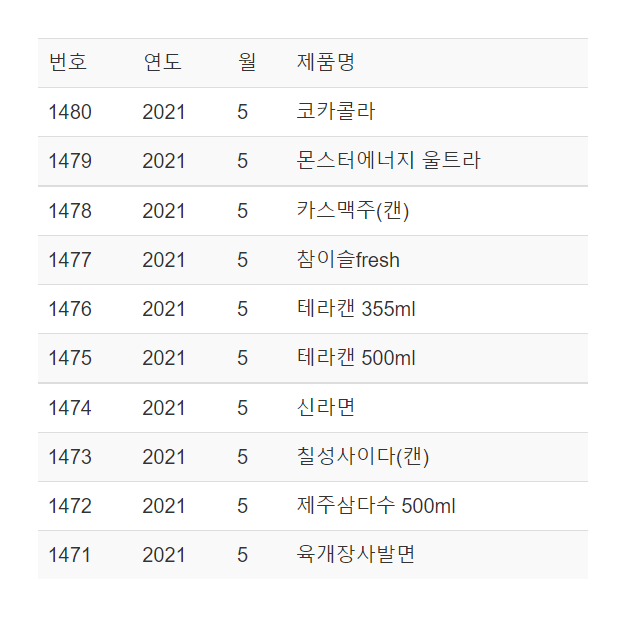 번호 연도 월 제품명
1480 2021 5 코카콜라
1479 2021 5 몬스터에너지 울트라
1478 2021 5 카스맥주(캔)
1477 2021 5 참이슬fresh
1476 2021 5 테라캔 355ml
1475 2021 5 테라캔 500ml
1474 2021 5 신라면
1473 2021 5 칠성사이다(캔)
1472 2021 5 제주삼다수 500ml
1471 2021 5 육개장사발면